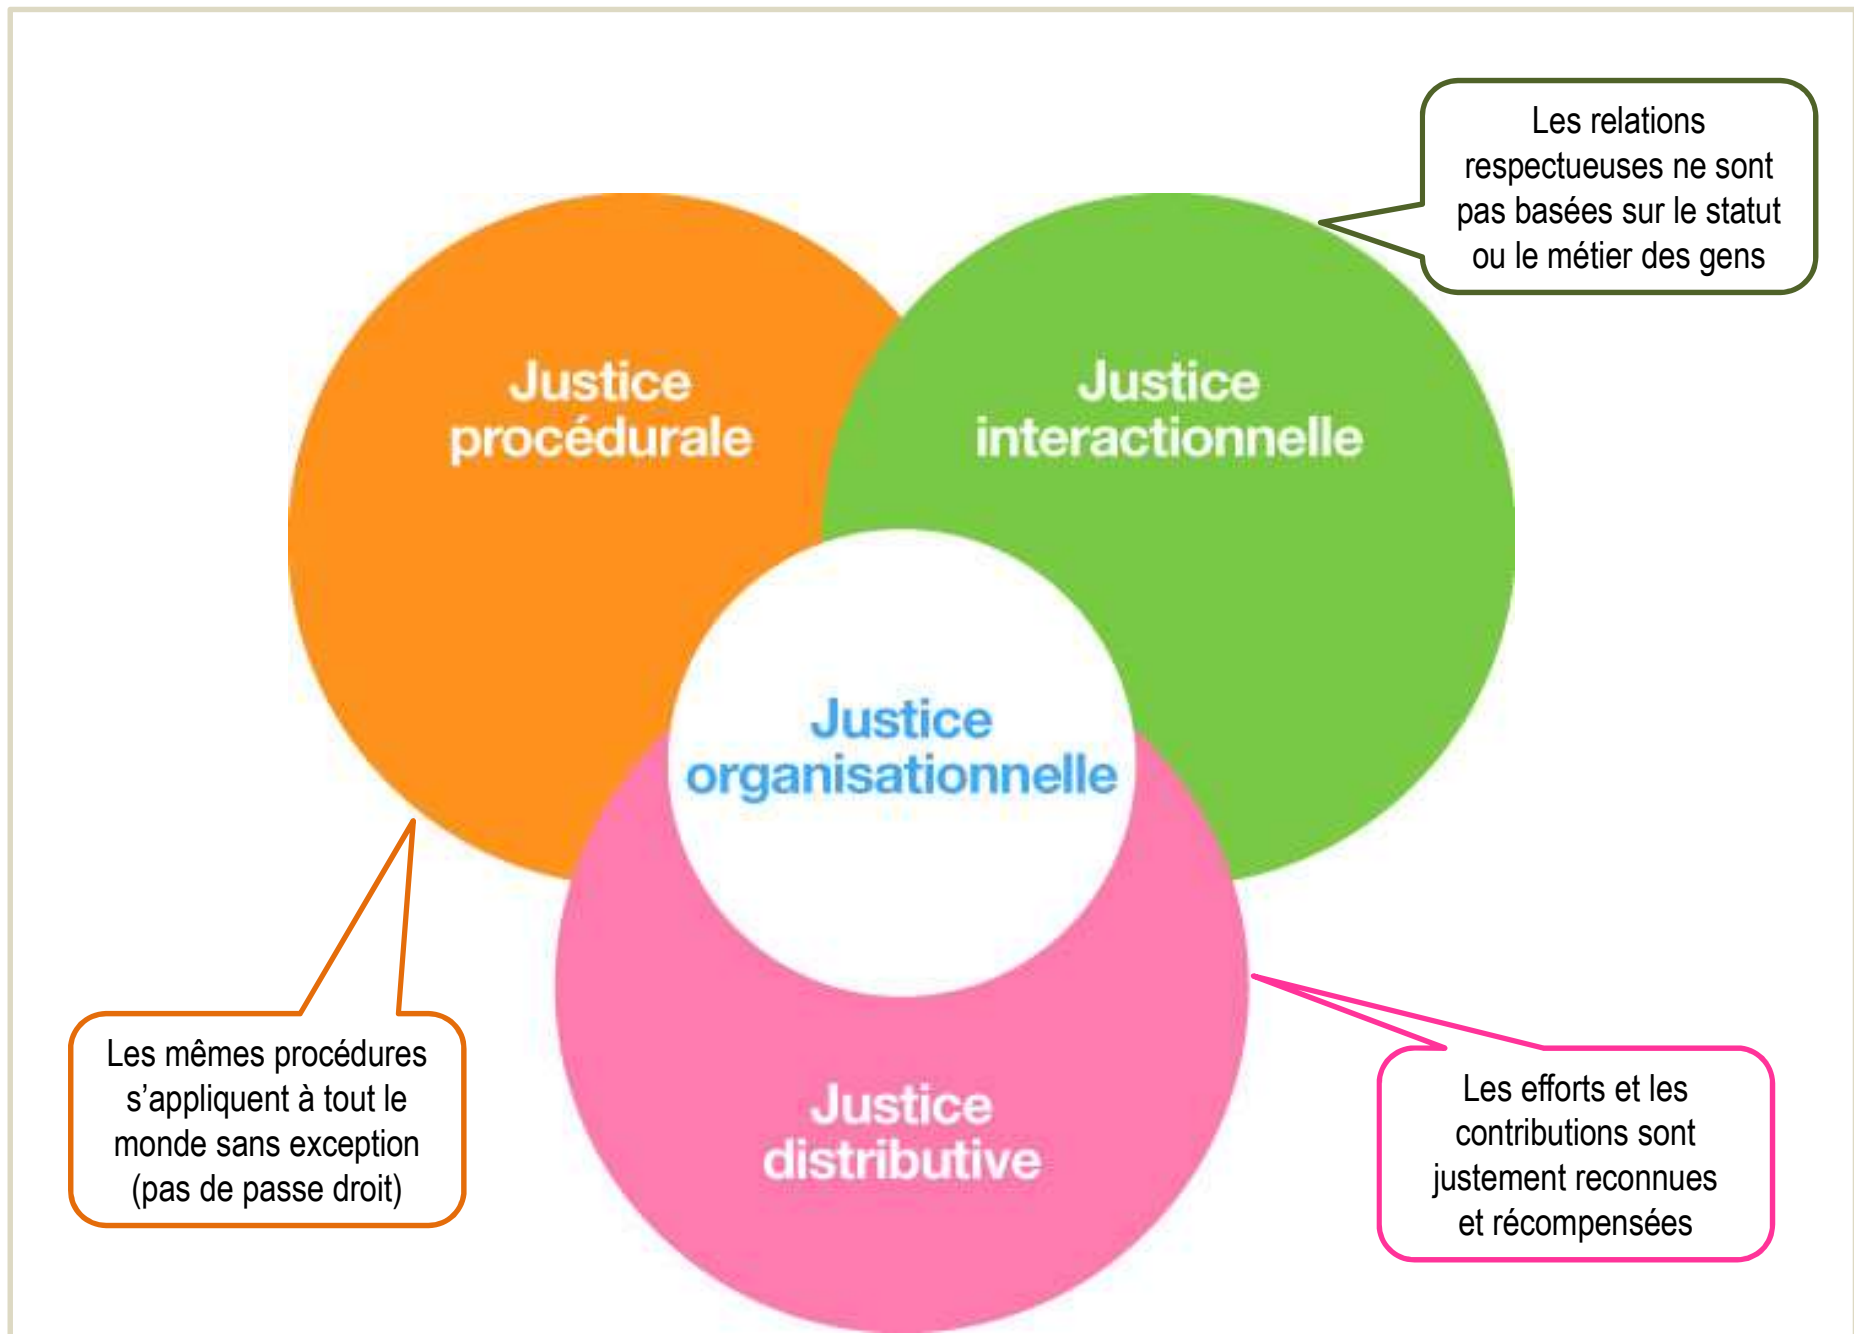 Les relations
respectueuses ne sont
pas basées sur le statut
ou le métier des gens
Justice
procédurale
Justice
interactionnelle
Justice
organisationnelle
Les mêmes procédures
s’appliquent à tout le
monde sans exception
(pas de passe droit)
Justice
distributive
Les efforts et les
contributions sont
justement reconnues
et récompensées